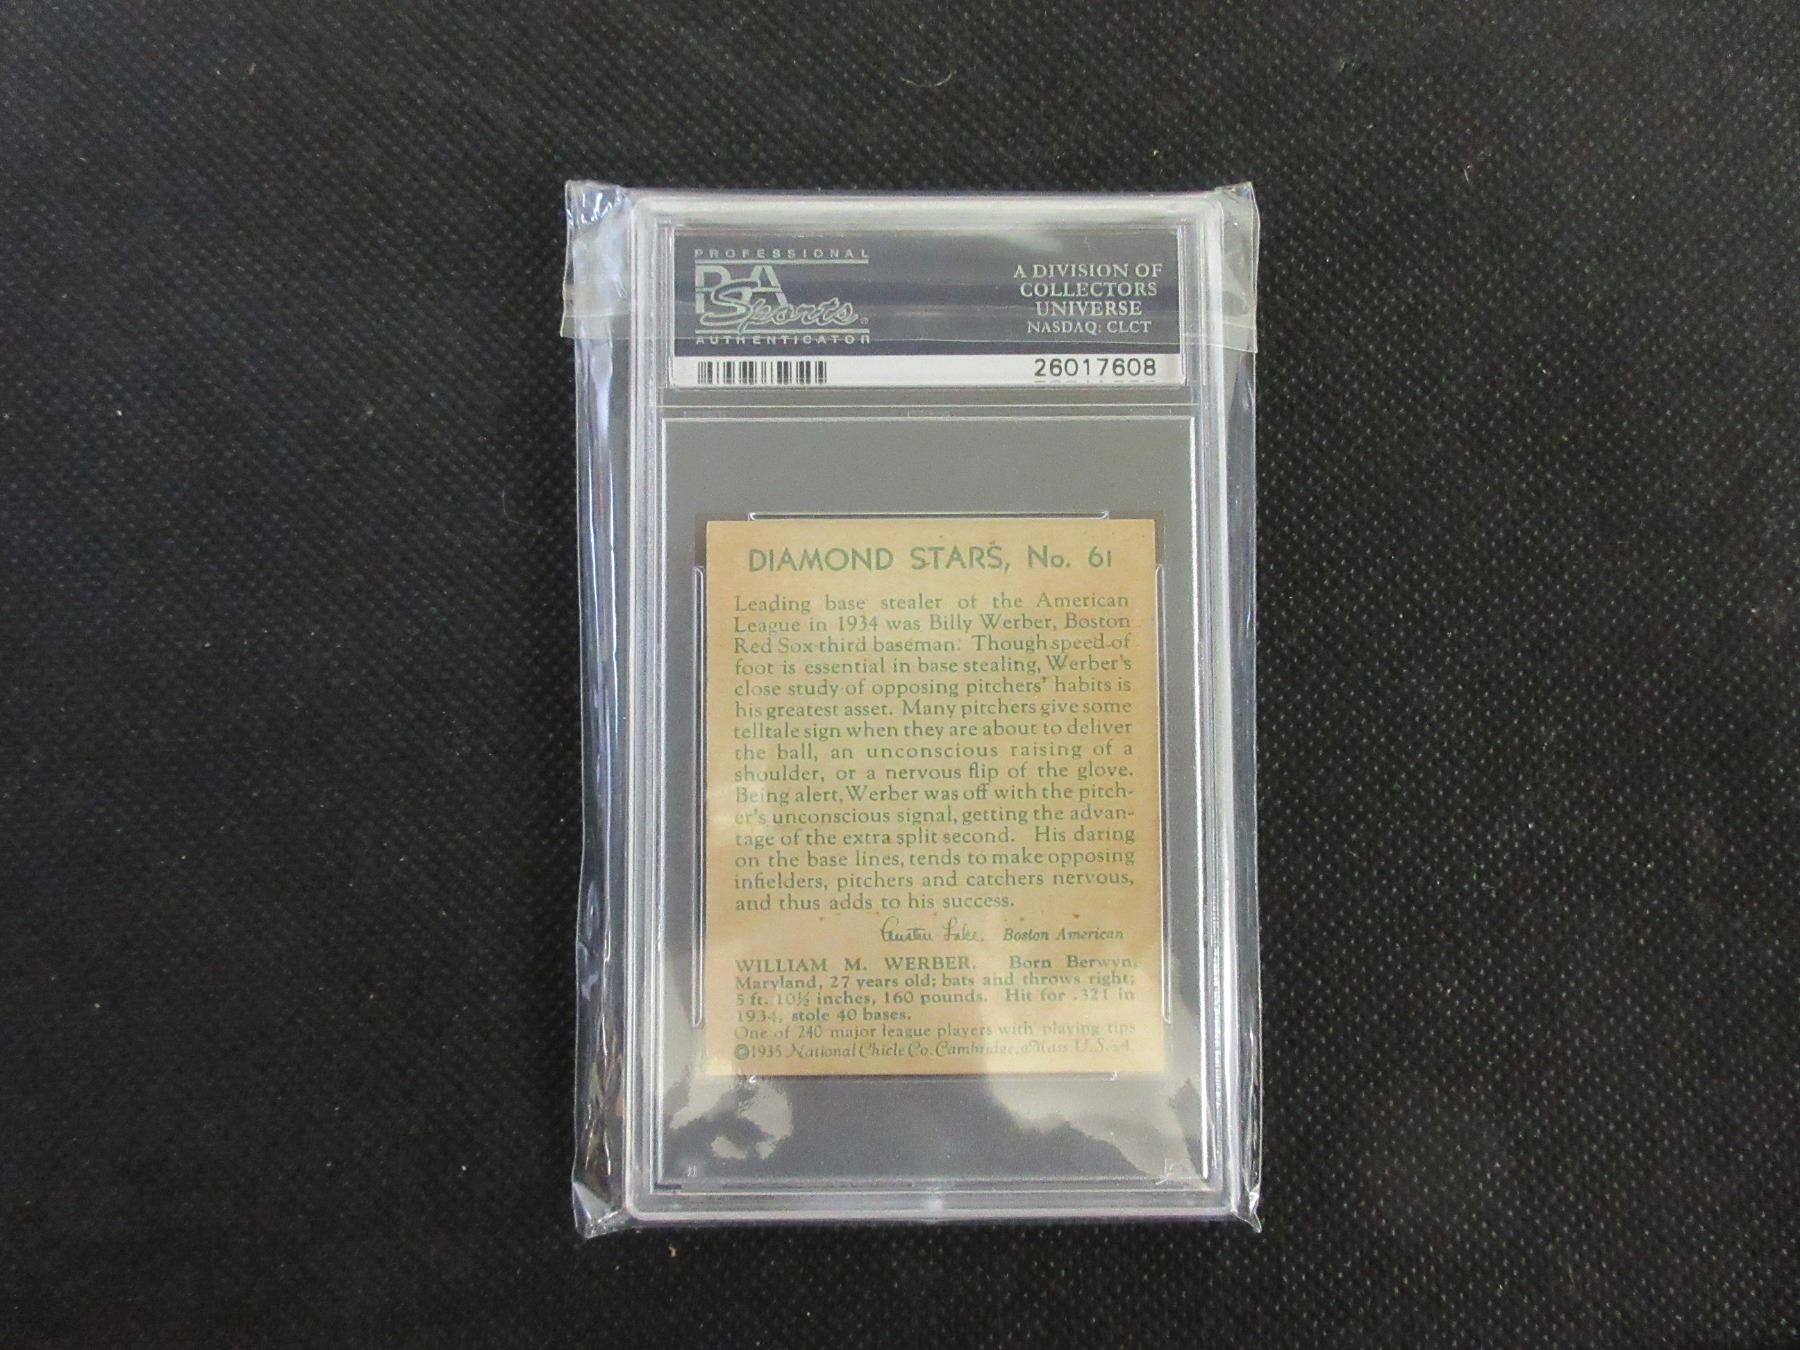 PROFESSIONAL
PSA
Sports
AUTHENTICATOR
A DIVISION OF
COLLECTORS
UNIVERSE
NASDAQ: CLCT
26017608
DIAMOND STARS, No. 61
Leading base stealer of the American
League in 1934 was Billy Werber, Boston
Red Sox third baseman. Though speed of
foot is essential in base stealing, Werber's
close study of opposing pitchers' habits is
his greatest asset. Many pitchers give some
telltale sign when they are about to deliver
the ball, an unconscious raising of a
shoulder, or a nervous flip of the glove.
Being alert, Werber was off with the pitch-
er's unconscious signal, getting the advan-
tage of the extra split second. His daring
on the base lines, tends to make opposing
infielders, pitchers and catchers nervous,
and thus adds to his success.
Austen Lake. Boston American
WILLIAM M. WERBER. Born Berwyn,
Maryland, 27 years old; bats and throws right;
5 ft. 10½ inches, 160 pounds. Hit for .321 in
1934, stole 40 bases.
One of 240 major league players with playing tips
©1935 National Chicle Co. Cambridge, Mass. U.S.A.